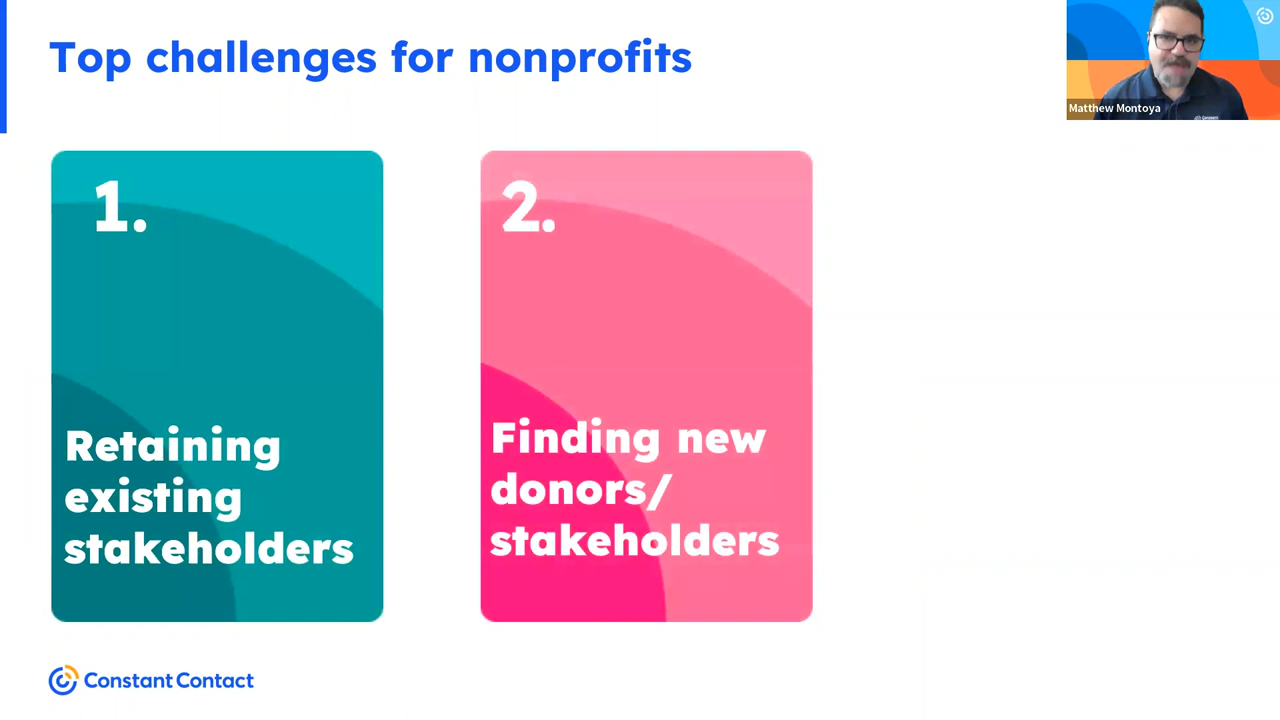 Top challenges for nonprofits
Matthew Montoya
1.
Retaining
existing
stakeholders
2.
Finding new
donors/
stakeholders
Constant Contact